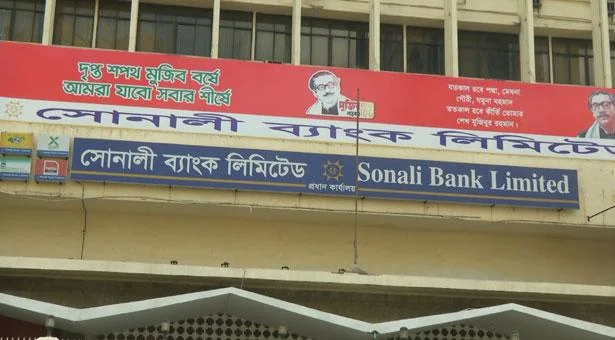 দৃপ্ত শপথ মুজিব বর্ষে
আমরা যাবো সবার শীর্ষে
যতকাল রবে পদ্মা, মেঘনা
গৌরী, যমুনা বহমান
ততকাল রবে কীর্তি তোমার
শেখ মুজিবুর রহমান।
সোনালী ব্যাংক লিমিটেড
সোনালী ব্যাংক লিমিটেড
প্রধান কার্যালয়
Sonali Bank Limited